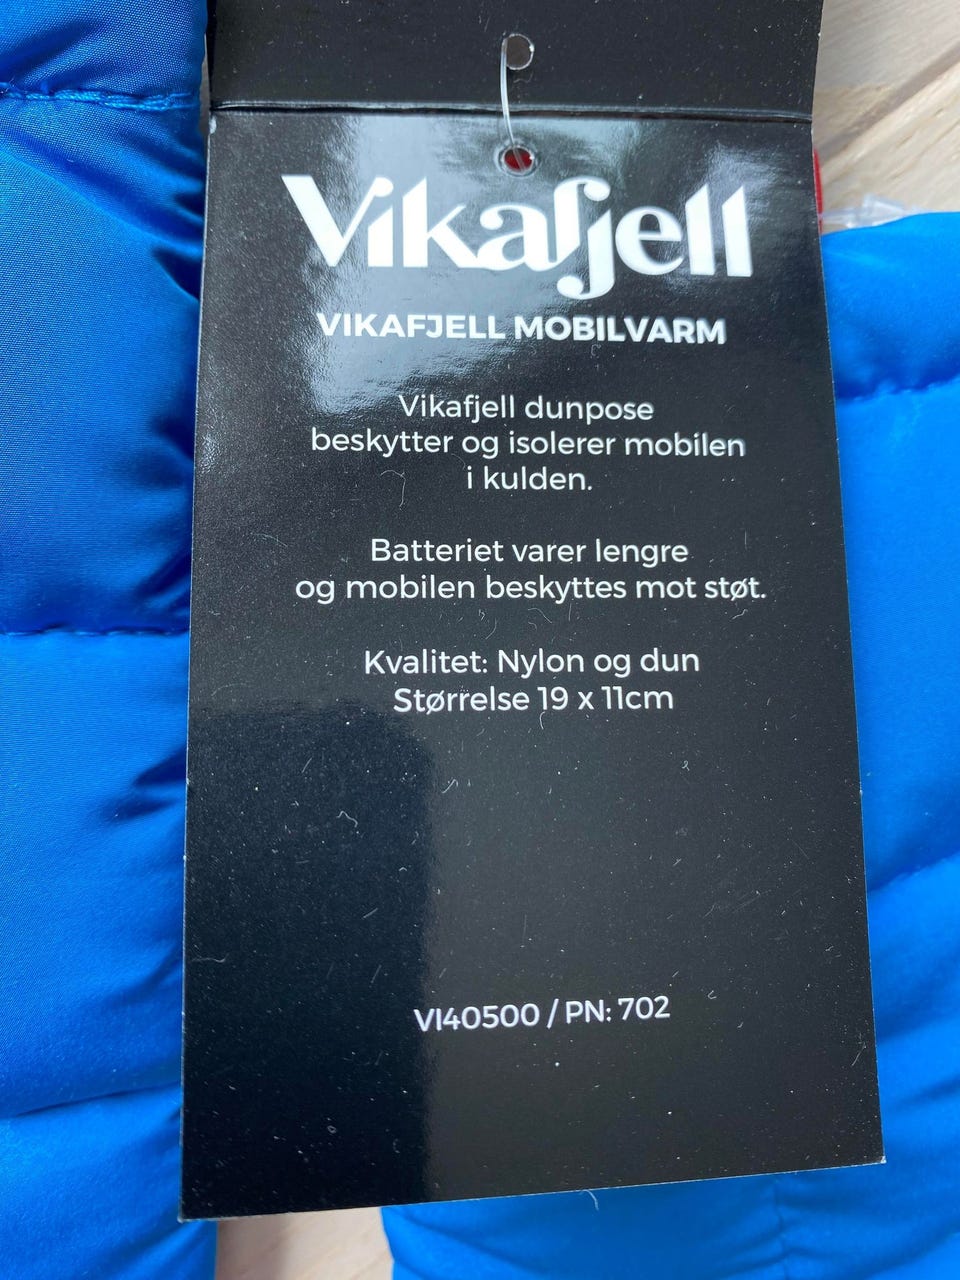 Vikafjell
VIKAFJELL MOBILVARM
Vikafjell dunpose
beskytter og isolerer mobilen
i kulden.
Batteriet varer lengre
og mobilen beskyttes mot støt.
Kvalitet: Nylon og dun
Størrelse 19 x 11cm
VI40500 / PN: 702